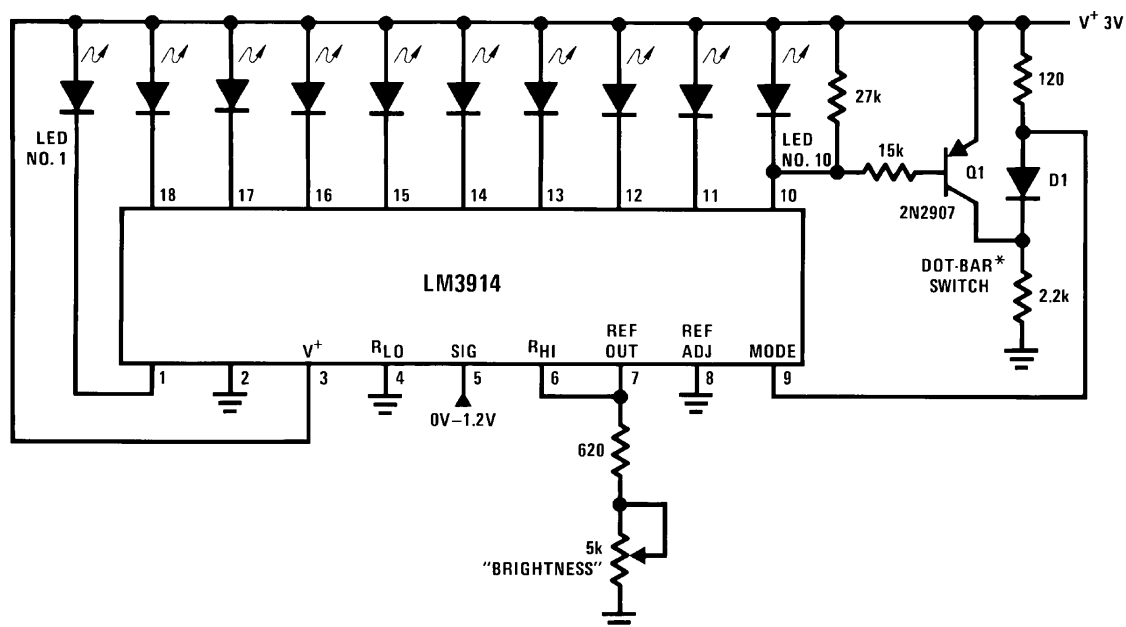 V+ 3V
LED
NO. 1
LED
NO. 10
27k
15k
Q1
2N2907
120
D1
DOT-BAR*
SWITCH
2.2k
18
17
16
15
14
13
12
11
10
LM3914
V+
RLO
SIG
RHI
REF
OUT
REF
ADJ
MODE
1
2
3
4
5
6
7
8
9
0V–1.2V
620
5k
"BRIGHTNESS"